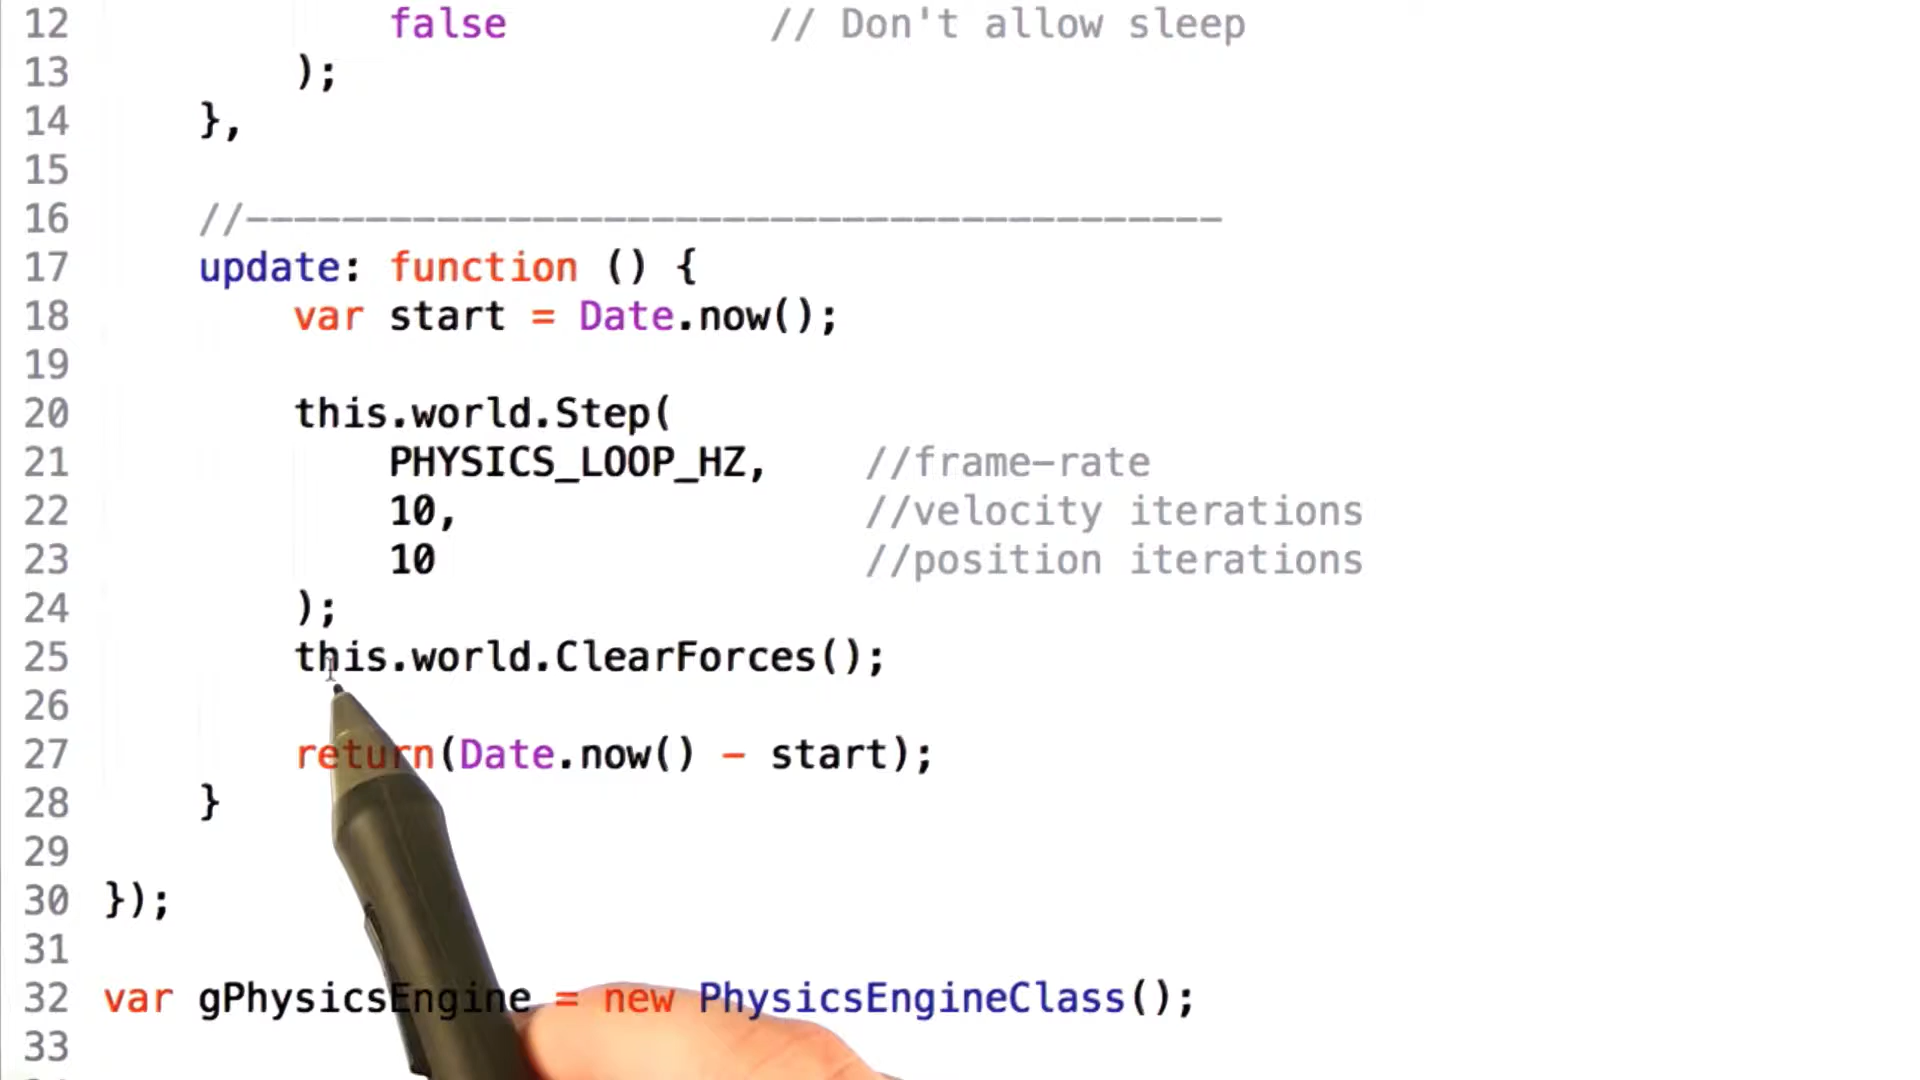 12 false // Don't allow sleep
13 );
14 },
15
16 //-----------------------------------------
17 update: function () {
18 var start = Date.now();
19
20 this.world.Step(
21 PHYSICS_LOOP_HZ, //frame-rate
22 10, //velocity iterations
23 10 //position iterations
24 );
25 this.world.ClearForces();
26
27 return(Date.now() - start);
28 }
29
30 });
31
32 var gPhysicsEngine = new PhysicsEngineClass();
33